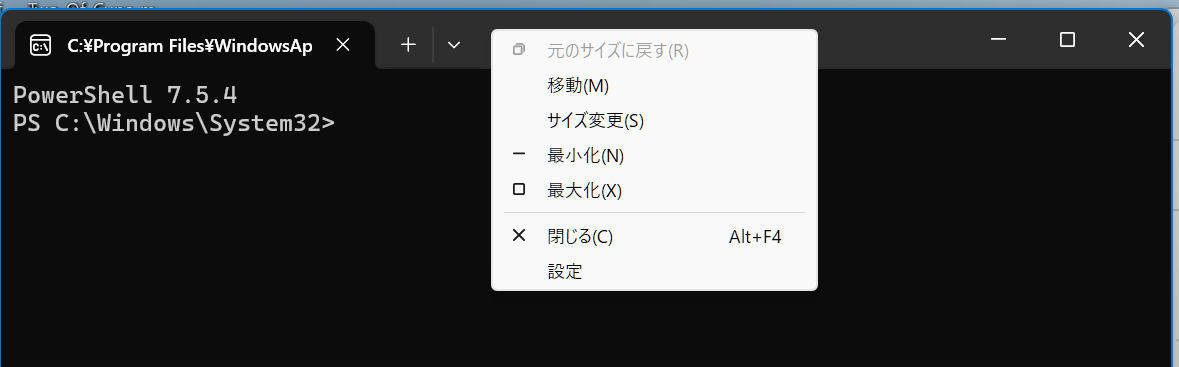 C:¥Program Files¥WindowsAp
PowerShell 7.5.4
PS C:\Windows\System32>
元のサイズに戻す(R)
移動(M)
サイズ変更(S)
最小化(N)
最大化(X)
閉じる(C) Alt+F4
設定